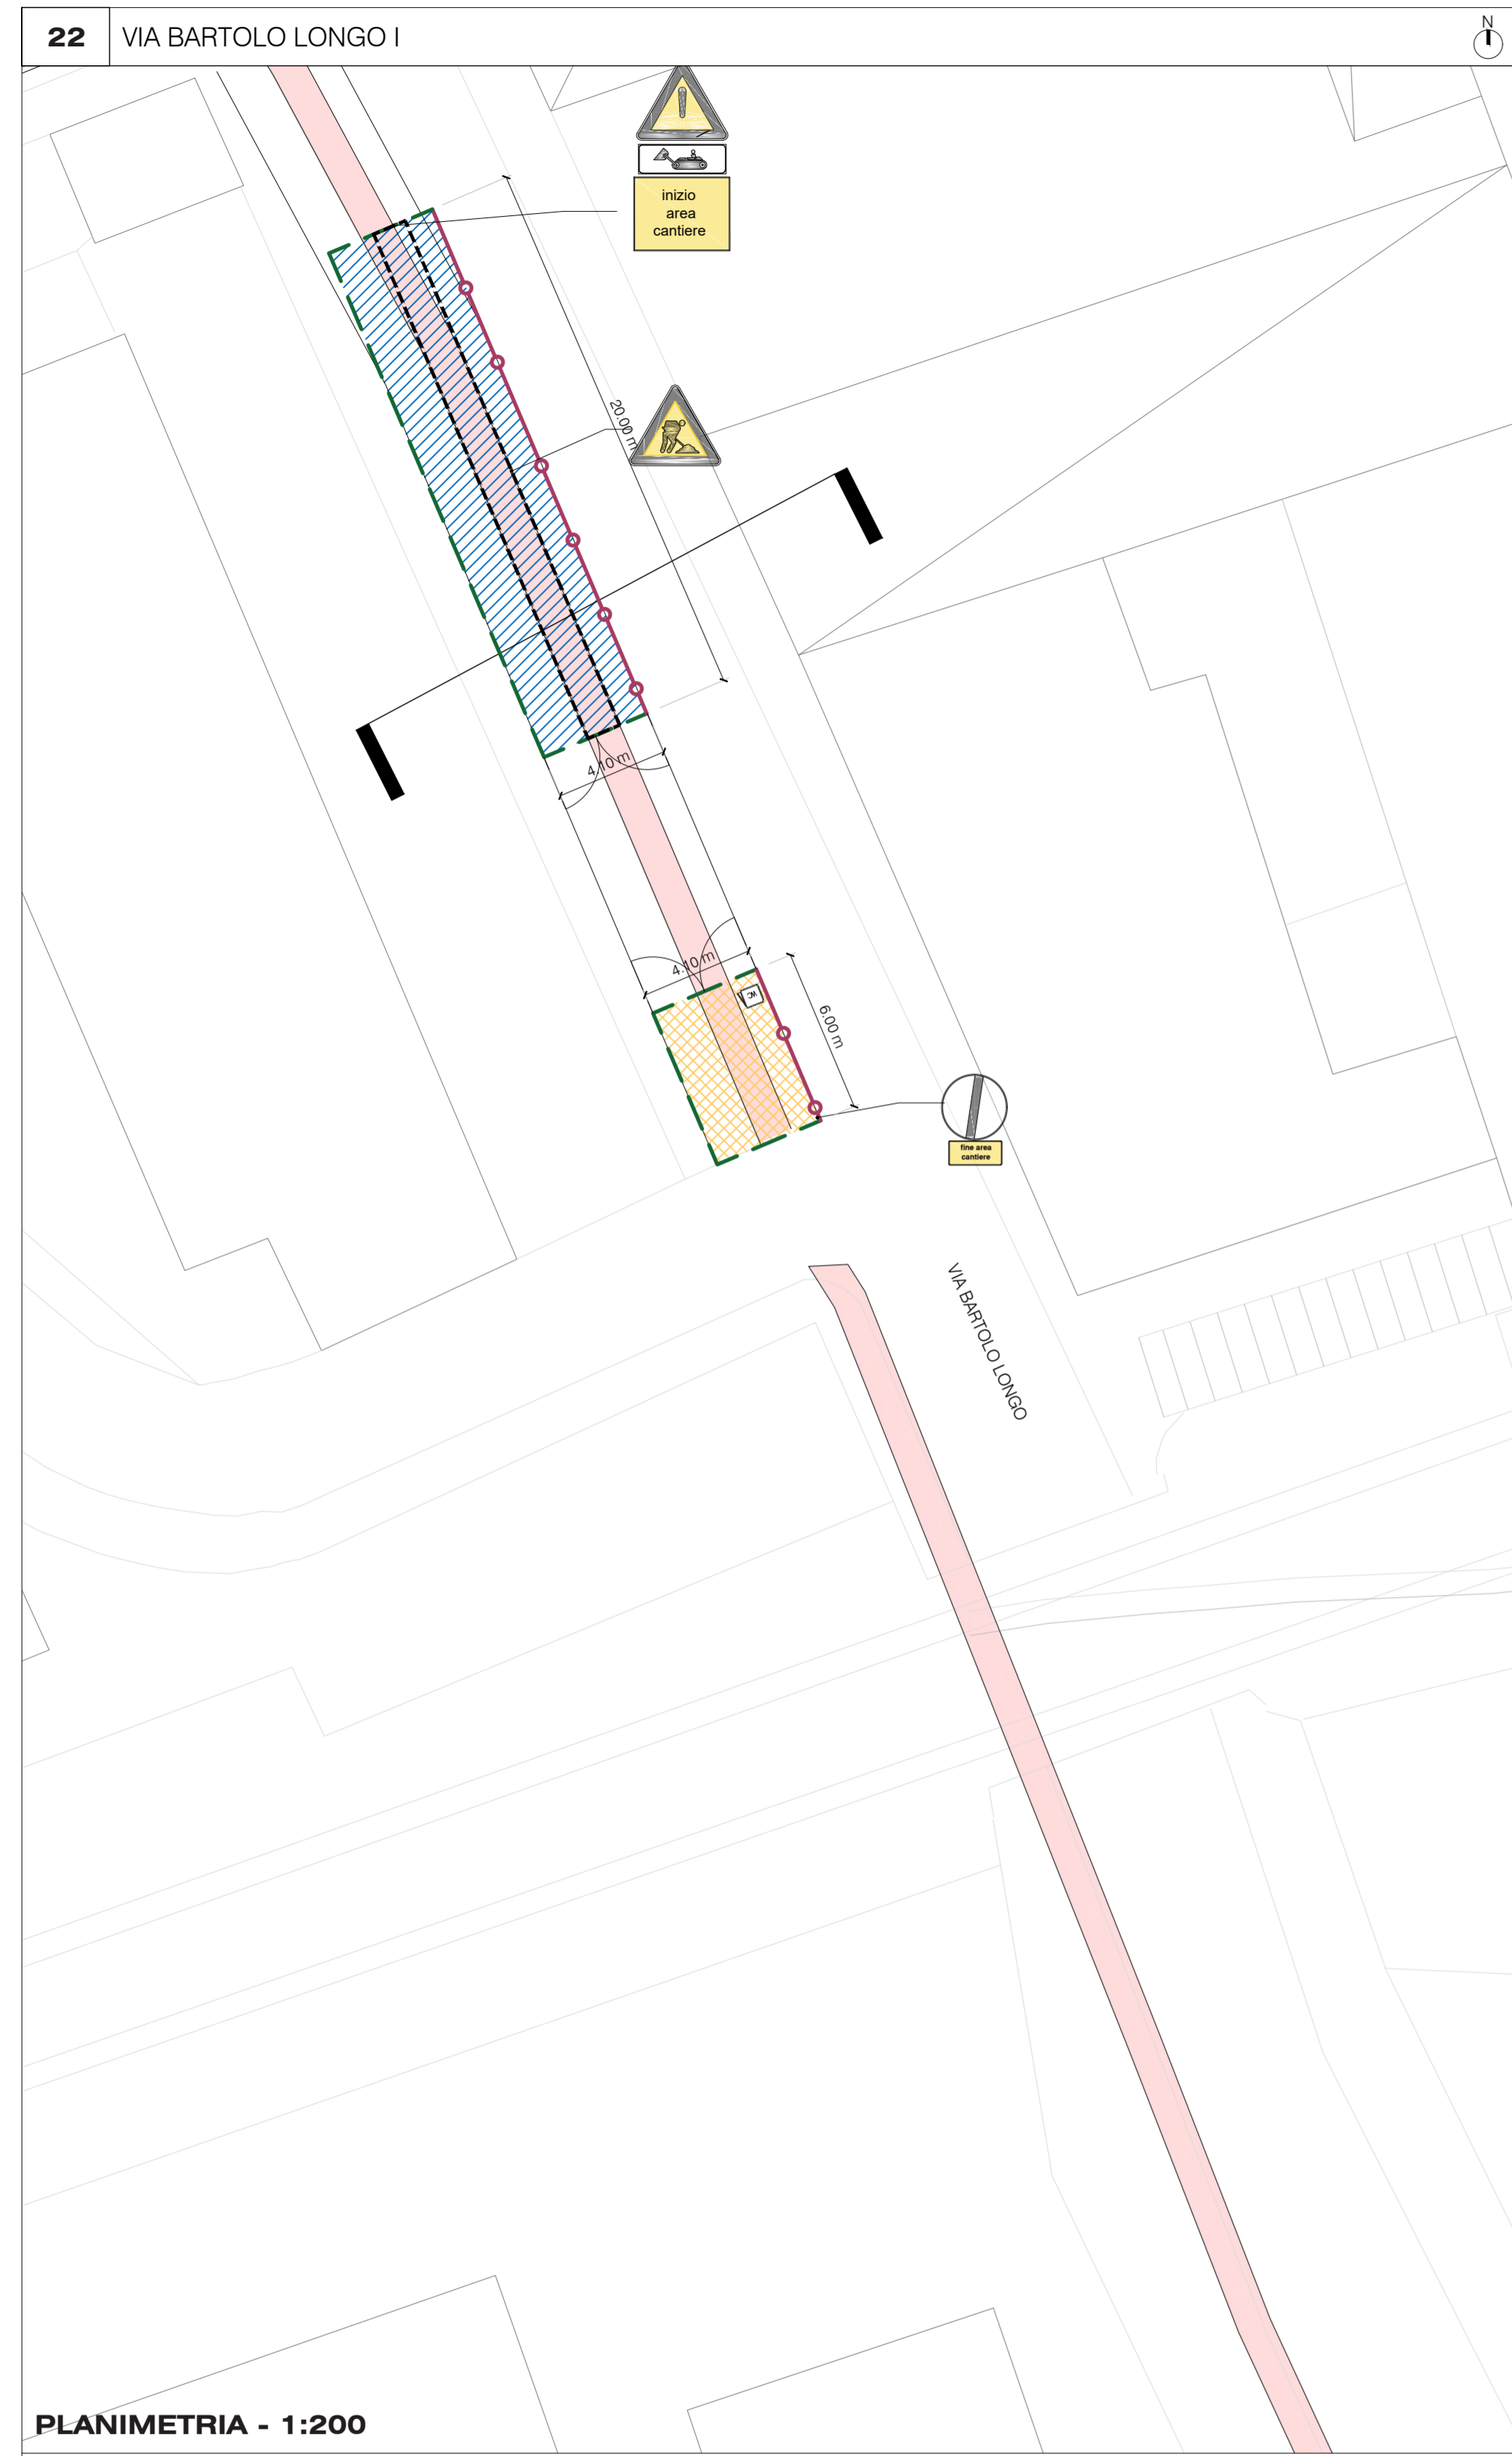 22
VIA BARTOLO LONGO I
N
inizio
area
cantiere
20.00 m
4.10 m
4.10 m
WC
6.00 m
fine area
cantiere
VIA BARTOLO LONGO
PLANIMETRIA - 1:200